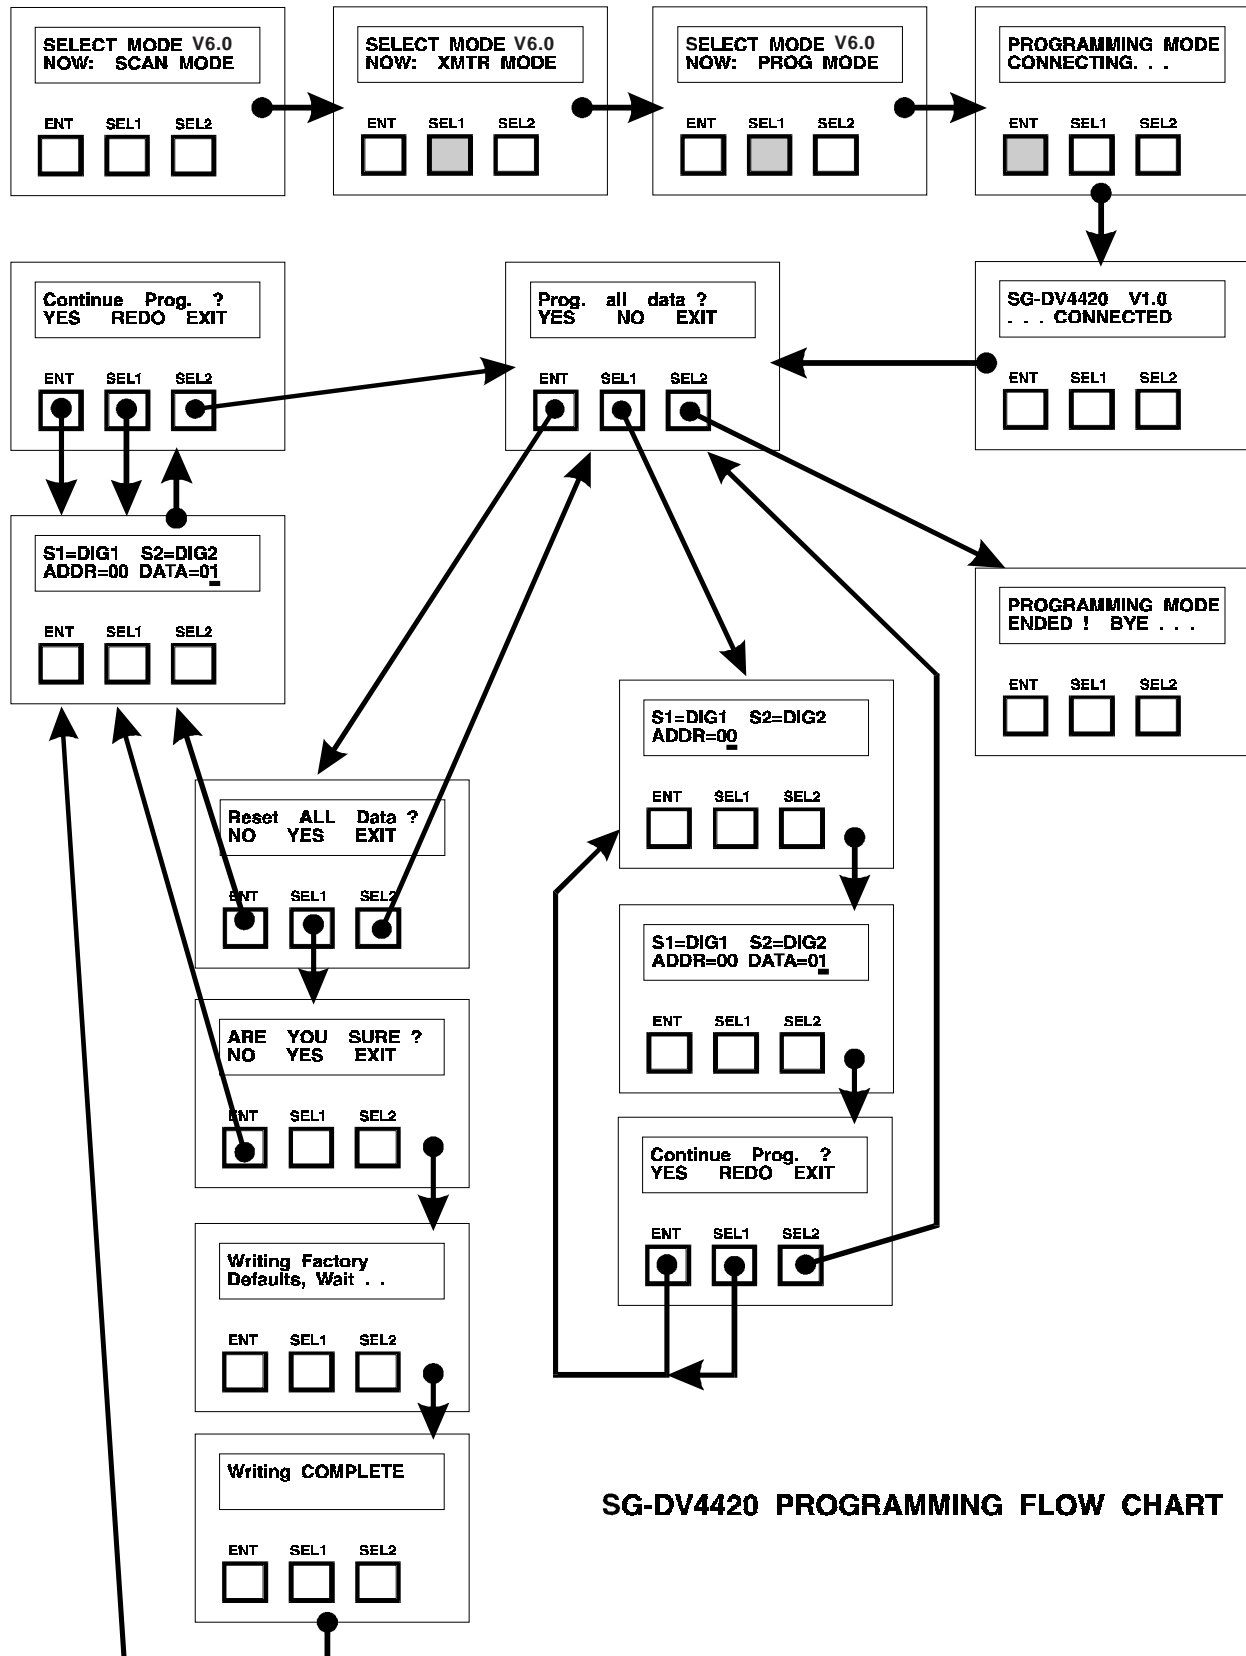 SELECT MODE V6.0
NOW: SCAN MODE
ENT SEL1 SEL2
SELECT MODE V6.0
NOW: XMTR MODE
ENT SEL1 SEL2
SELECT MODE V6.0
NOW: PROG MODE
ENT SEL1 SEL2
PROGRAMMING MODE
CONNECTING. . .
ENT SEL1 SEL2
Continue Prog. ?
YES REDO EXIT
ENT SEL1 SEL2
Prog. all data ?
YES NO EXIT
ENT SEL1 SEL2
SG-DV4420 V1.0
. . . CONNECTED
ENT SEL1 SEL2
S1=DIG1 S2=DIG2
ADDR=00 DATA=01
ENT SEL1 SEL2
PROGRAMMING MODE
ENDED ! BYE . . .
ENT SEL1 SEL2
S1=DIG1 S2=DIG2
ADDR=00
ENT SEL1 SEL2
Reset ALL Data ?
NO YES EXIT
ENT SEL1 SEL2
S1=DIG1 S2=DIG2
ADDR=00 DATA=01
ENT SEL1 SEL2
ARE YOU SURE ?
NO YES EXIT
ENT SEL1 SEL2
Continue Prog. ?
YES REDO EXIT
ENT SEL1 SEL2
Writing Factory
Defaults, Wait . .
ENT SEL1 SEL2
Writing COMPLETE
ENT SEL1 SEL2
SG-DV4420 PROGRAMMING FLOW CHART